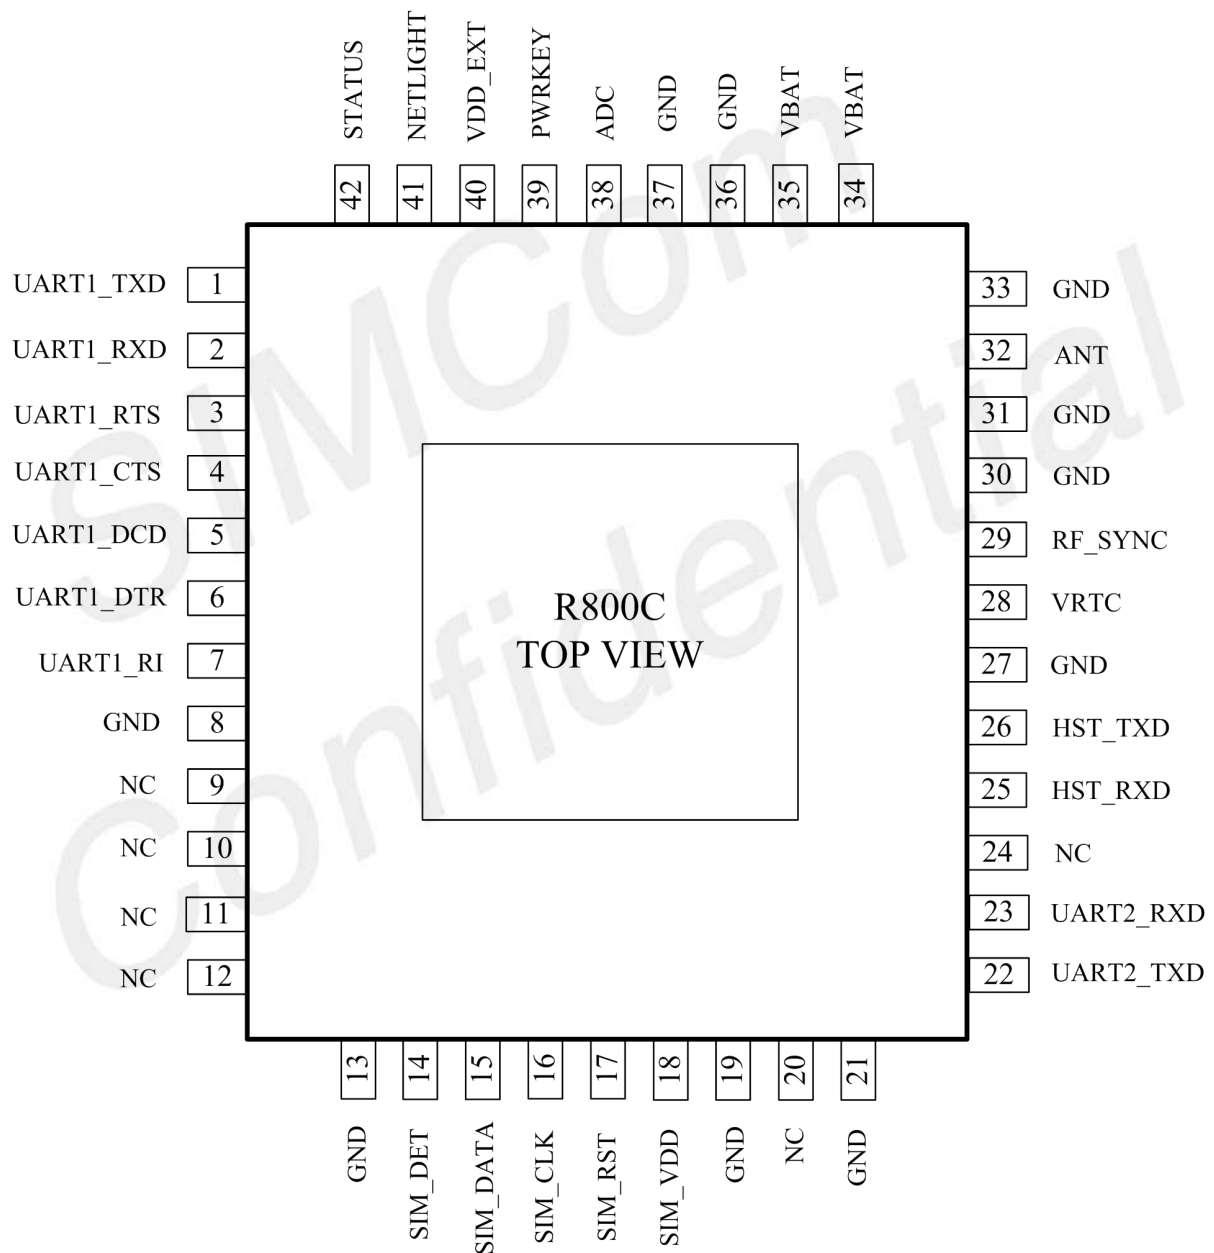 STATUS
NETLIGHT
VDD_EXT
PWRKEY
ADC
GND
GND
VBAT
VBAT
42
41
40
39
38
37
36
35
34
UART1_TXD 1
UART1_RXD 2
UART1_RTS 3
UART1_CTS 4
UART1_DCD 5
UART1_DTR 6
UART1_RI 7
GND 8
NC 9
NC 10
NC 11
NC 12
R800C
TOP VIEW
33 GND
32 ANT
31 GND
30 GND
29 RF_SYNC
28 VRTC
27 GND
26 HST_TXD
25 HST_RXD
24 NC
23 UART2_RXD
22 UART2_TXD
13
14
15
16
17
18
19
20
21
GND
SIM_DET
SIM_DATA
SIM_CLK
SIM_RST
SIM_VDD
GND
NC
GND
SIMCom
Confidential